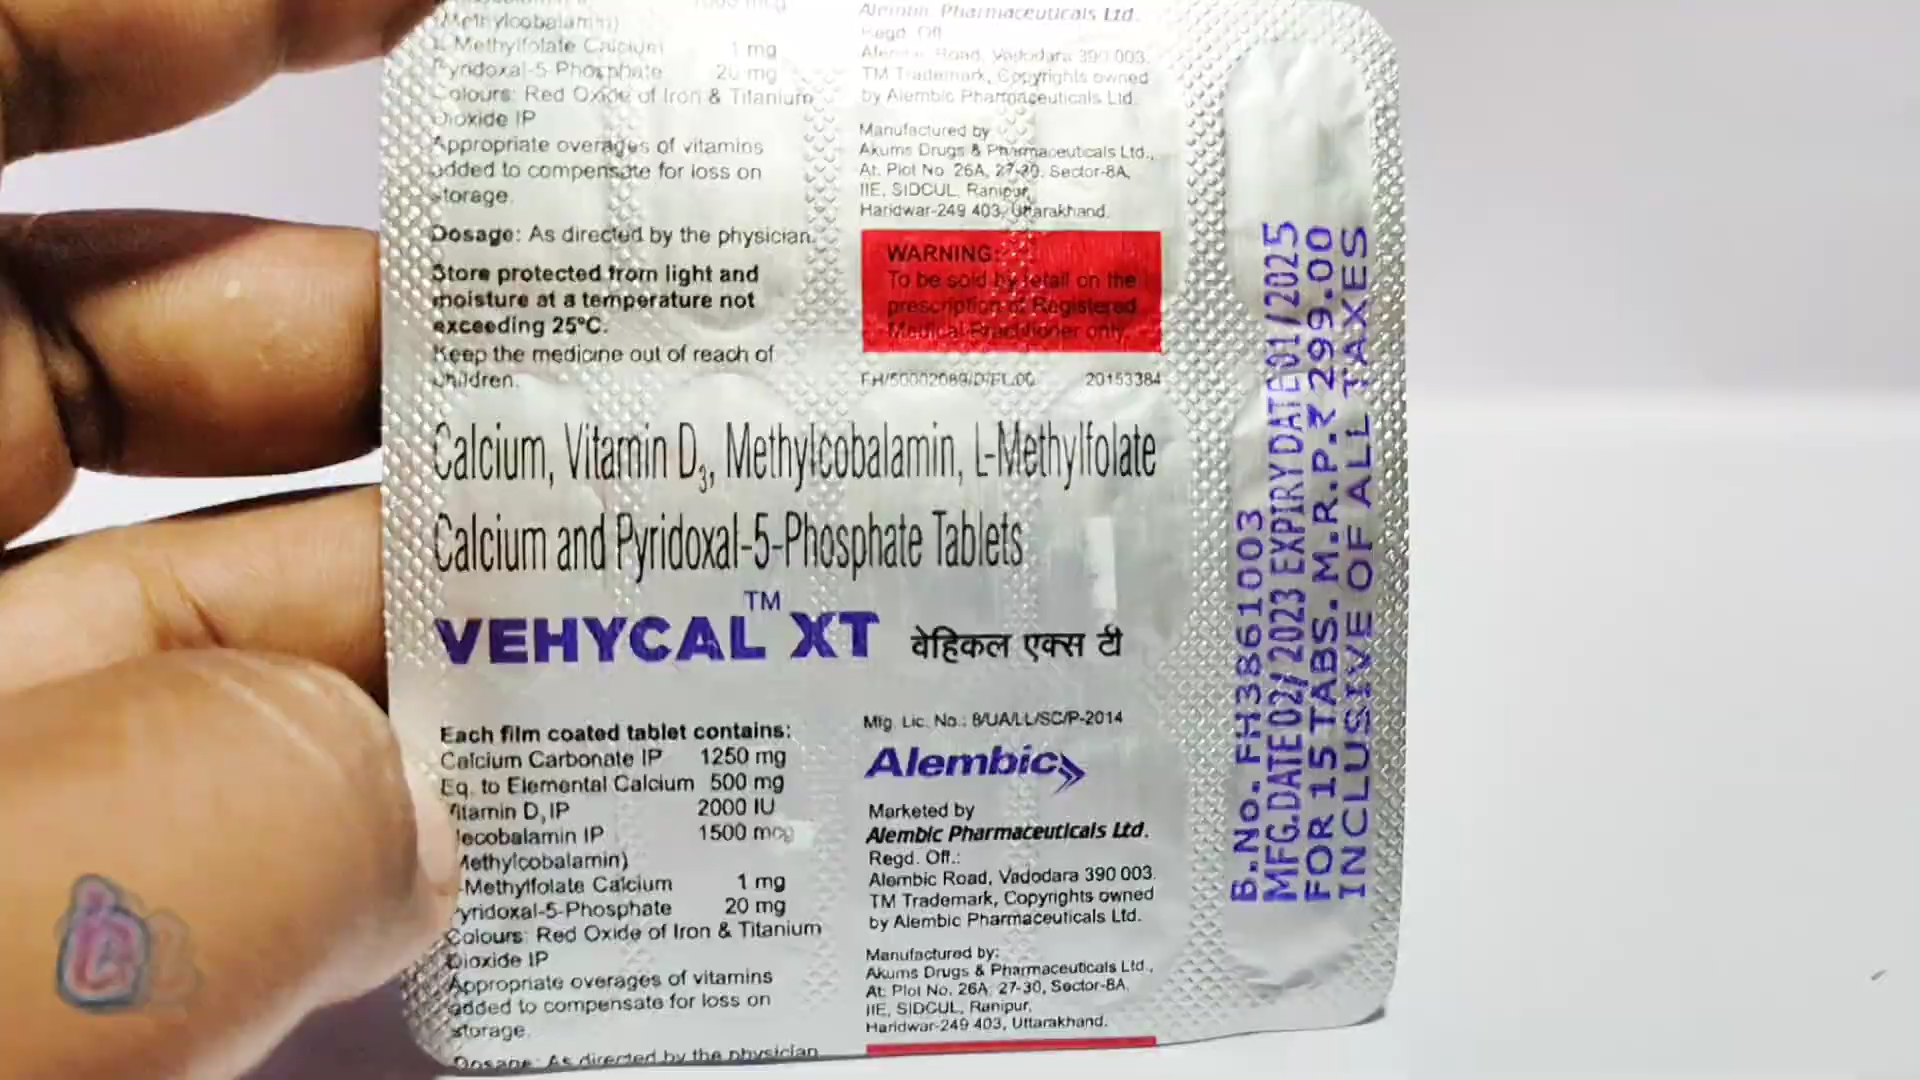 1 mg
20 mg
Colours: Red Oxide of Iron & Titanium
Dioxide IP
Appropriate overages of vitamins
added to compensate for loss on
storage.
Dosage: As directed by the physician.
Store protected from light and
moisture at a temperature not
exceeding 25°C.
Keep the medicine out of reach of
children.
Alembic Pharmaceuticals Ltd.
Regd. Off
Alembic Road, Vadodara 390 003.
TM Trademark, Copyrights owned
by Alembic Pharmaceuticals Ltd.
Manufactured by
Akums Drugs & Pharmaceuticals Ltd.,
At. Plot No. 26A, 27-30, Sector-8A,
IIE, SIDCUL, Ranipur,
Haridwar-249 403, Uttarakhand.
WARNING:
To be sold by retail on the
prescription of Registered
Medical Practitioner only.
20153384
Calcium, Vitamin D3, Methylcobalamin, L-Methylfolate
Calcium and Pyridoxal-5-Phosphate Tablets
VEHYCAL™ XT वेहिकल एक्स टी
Each film coated tablet contains:
Calcium Carbonate IP 1250 mg
Eq. to Elemental Calcium 500 mg
Vitamin D3 IP 2000 IU
Mecobalamin IP 1500 mcg
(Methylcobalamin)
L-Methylfolate Calcium 1 mg
Pyridoxal-5-Phosphate 20 mg
Colours: Red Oxide of Iron & Titanium
Dioxide IP
Appropriate overages of vitamins
added to compensate for loss on
storage.
Dosage: As directed by the physician
Mfg. Lic. No.: 8/UA/LL/SC/P-2014
Alembic
Marketed by
Alembic Pharmaceuticals Ltd.
Regd. Off.:
Alembic Road, Vadodara 390 003.
TM Trademark, Copyrights owned
by Alembic Pharmaceuticals Ltd.
Manufactured by:
Akums Drugs & Pharmaceuticals Ltd.,
At: Plot No. 26A, 27-30, Sector-8A,
IIE, SIDCUL, Ranipur,
Haridwar-249 403, Uttarakhand.
B.No. FH3861003
MFG.DATE 02/2023 EXPIRY DATE 01/2025
FOR 15 TABS. M.R.P.₹ 299.00
INCLUSIVE OF ALL TAXES